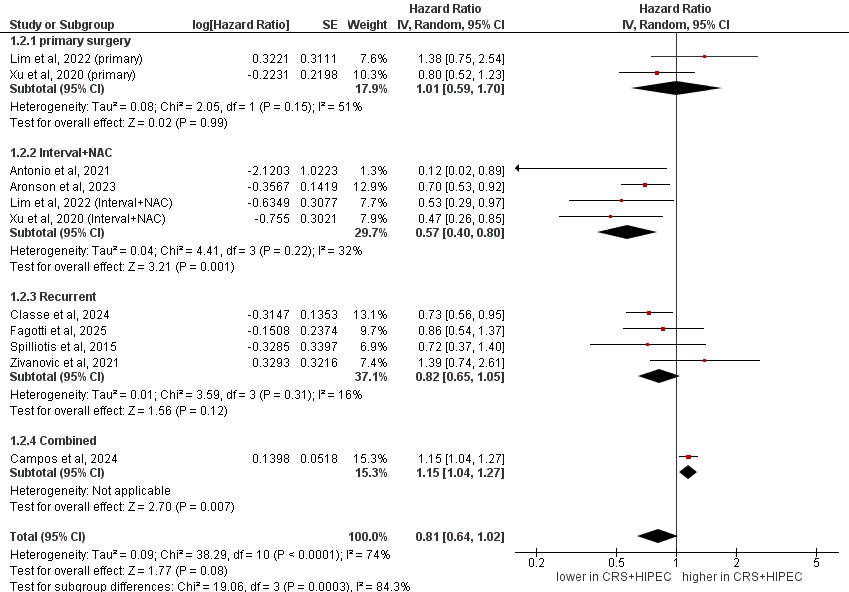 Hazard Ratio Hazard Ratio
Study or Subgroup log[Hazard Ratio] SE Weight IV, Random, 95% CI IV, Random, 95% CI
1.2.1 primary surgery
Lim et al, 2022 (primary) 0.3221 0.3111 7.6% 1.38 [0.75, 2.54]
Xu et al, 2020 (primary) -0.2231 0.2198 10.3% 0.80 [0.52, 1.23]
Subtotal (95% CI) 17.9% 1.01 [0.59, 1.70]
Heterogeneity: Tau² = 0.08; Chi² = 2.05, df = 1 (P = 0.15); I² = 51%
Test for overall effect: Z = 0.02 (P = 0.99)
1.2.2 Interval+NAC
Antonio et al, 2021 -2.1203 1.0223 1.3% 0.12 [0.02, 0.89]
Aronson et al, 2023 -0.3567 0.1419 12.9% 0.70 [0.53, 0.92]
Lim et al, 2022 (Interval+NAC) -0.6349 0.3077 7.7% 0.53 [0.29, 0.97]
Xu et al, 2020 (Interval+NAC) -0.755 0.3021 7.9% 0.47 [0.26, 0.85]
Subtotal (95% CI) 29.7% 0.57 [0.40, 0.80]
Heterogeneity: Tau² = 0.04; Chi² = 4.41, df = 3 (P = 0.22); I² = 32%
Test for overall effect: Z = 3.21 (P = 0.001)
1.2.3 Recurrent
Classe et al, 2024 -0.3147 0.1353 13.1% 0.73 [0.56, 0.95]
Fagotti et al, 2025 -0.1508 0.2374 9.7% 0.86 [0.54, 1.37]
Spilliotis et al, 2015 -0.3285 0.3397 6.9% 0.72 [0.37, 1.40]
Zivanovic et al, 2021 0.3293 0.3216 7.4% 1.39 [0.74, 2.61]
Subtotal (95% CI) 37.1% 0.82 [0.65, 1.05]
Heterogeneity: Tau² = 0.01; Chi² = 3.59, df = 3 (P = 0.31); I² = 16%
Test for overall effect: Z = 1.56 (P = 0.12)
1.2.4 Combined
Campos et al, 2024 0.1398 0.0518 15.3% 1.15 [1.04, 1.27]
Subtotal (95% CI) 15.3% 1.15 [1.04, 1.27]
Heterogeneity: Not applicable
Test for overall effect: Z = 2.70 (P = 0.007)
Total (95% CI) 100.0% 0.81 [0.64, 1.02]
Heterogeneity: Tau² = 0.09; Chi² = 38.29, df = 10 (P < 0.0001); I² = 74%
Test for overall effect: Z = 1.77 (P = 0.08)
Test for subgroup differences: Chi² = 19.06, df = 3 (P = 0.0003), I² = 84.3%
0.2 0.5 1 2 5
lower in CRS+HIPEC higher in CRS+HIPEC